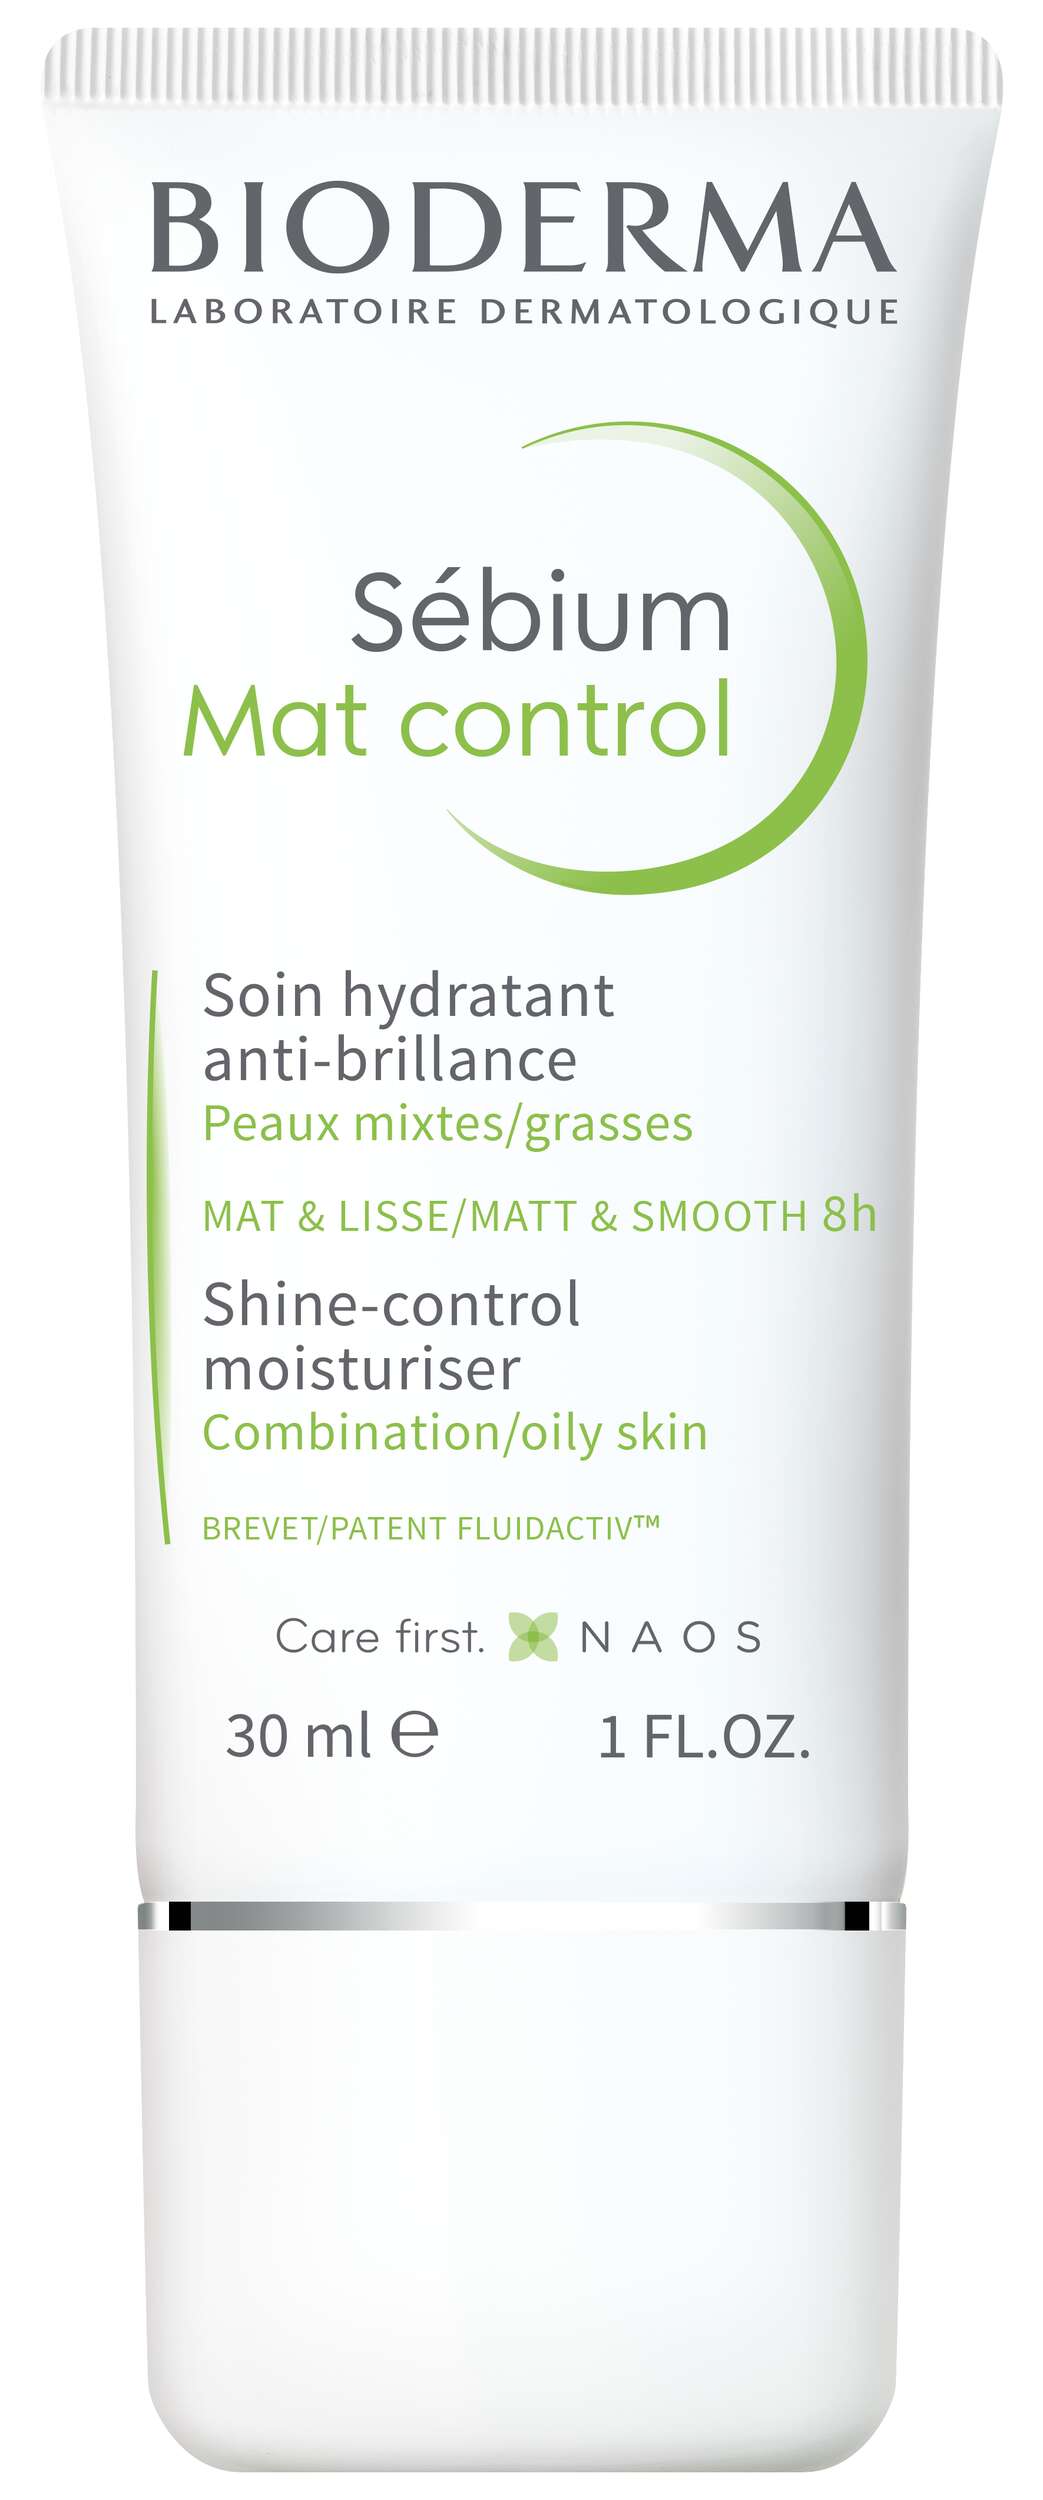 BIODERMA
LABORATOIRE DERMATOLOGIQUE
Sébium
Mat control
Soin hydratant
anti-brillance
Peaux mixtes/grasses
MAT & LISSE/MATT & SMOOTH 8h
Shine-control
moisturiser
Combination/oily skin
BREVET/PATENT FLUIDACTIV™
Care first. NAOS
30 ml ℮ 1 FL.OZ.